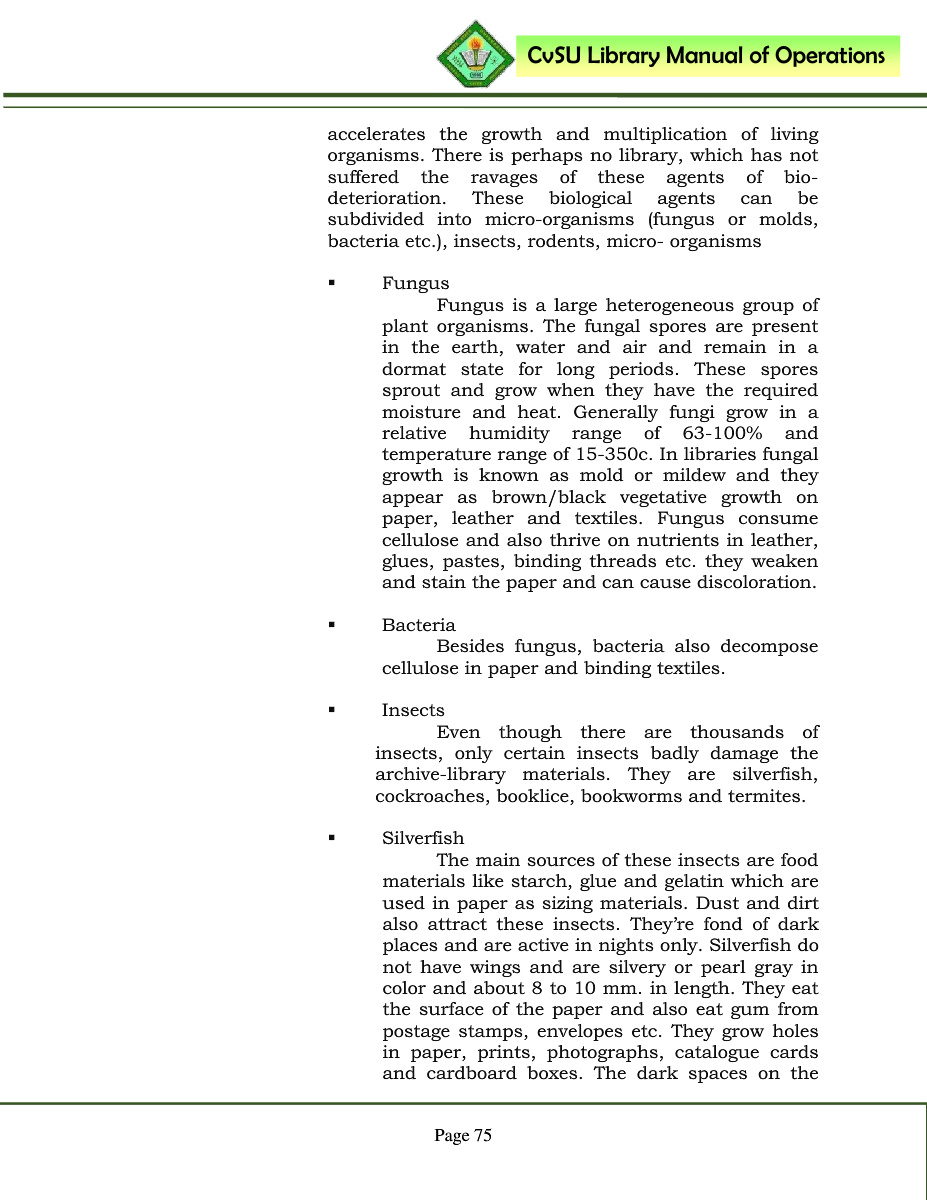 CvSU Library Manual of Operations
accelerates the growth and multiplication of living
organisms. There is perhaps no library, which has not
suffered the ravages of these agents of bio-
deterioration. These biological agents can be
subdivided into micro-organisms (fungus or molds,
bacteria etc.), insects, rodents, micro- organisms
▪ Fungus
Fungus is a large heterogeneous group of
plant organisms. The fungal spores are present
in the earth, water and air and remain in a
dormat state for long periods. These spores
sprout and grow when they have the required
moisture and heat. Generally fungi grow in a
relative humidity range of 63-100% and
temperature range of 15-350c. In libraries fungal
growth is known as mold or mildew and they
appear as brown/black vegetative growth on
paper, leather and textiles. Fungus consume
cellulose and also thrive on nutrients in leather,
glues, pastes, binding threads etc. they weaken
and stain the paper and can cause discoloration.
▪ Bacteria
Besides fungus, bacteria also decompose
cellulose in paper and binding textiles.
▪ Insects
Even though there are thousands of
insects, only certain insects badly damage the
archive-library materials. They are silverfish,
cockroaches, booklice, bookworms and termites.
▪ Silverfish
The main sources of these insects are food
materials like starch, glue and gelatin which are
used in paper as sizing materials. Dust and dirt
also attract these insects. They’re fond of dark
places and are active in nights only. Silverfish do
not have wings and are silvery or pearl gray in
color and about 8 to 10 mm. in length. They eat
the surface of the paper and also eat gum from
postage stamps, envelopes etc. They grow holes
in paper, prints, photographs, catalogue cards
and cardboard boxes. The dark spaces on the
Page 75